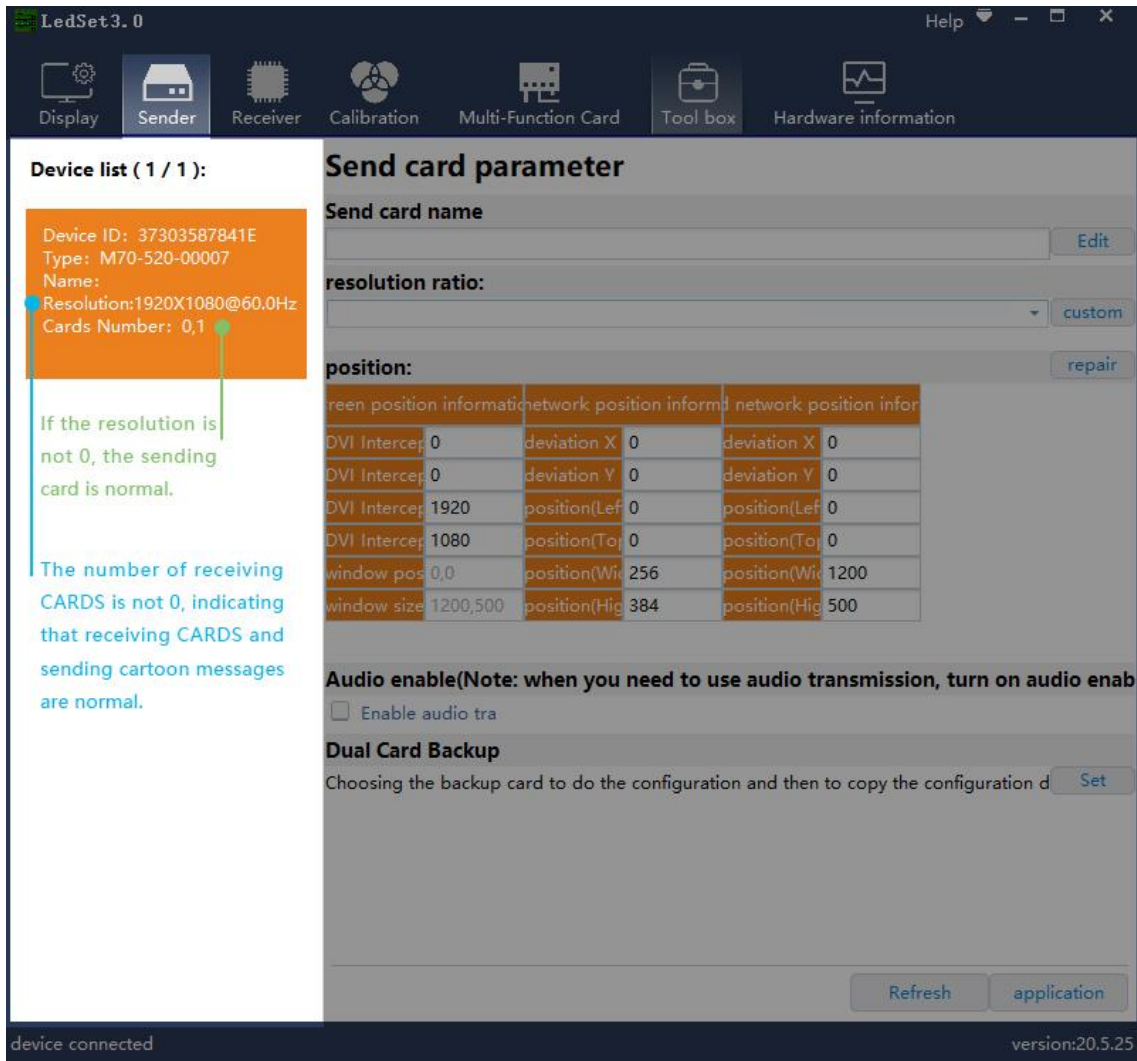 LedSet3.0
Help
Display
Sender
Receiver
Calibration
Multi-Function Card
Tool box
Hardware information
Device list ( 1 / 1 ):
Device ID: 37303587841E
Type: M70-520-00007
Name:
Resolution:1920X1080@60.0Hz
Cards Number: 0,1
If the resolution is
not 0, the sending
card is normal.
The number of receiving
CARDS is not 0, indicating
that receiving CARDS and
sending cartoon messages
are normal.
Send card parameter
Send card name
Edit
resolution ratio:
custom
position:
repair
reen position informatic network position inform d network position infor
DVI Intercep 0 deviation X 0 deviation X 0
DVI Intercep 0 deviation Y 0 deviation Y 0
DVI Intercep 1920 position(Lef 0 position(Lef 0
DVI Intercep 1080 position(Top 0 position(Top 0
window pos 0,0 position(Wid 256 position(Wid 1200
window size 1200,500 position(Hig 384 position(Hig 500
Audio enable(Note: when you need to use audio transmission, turn on audio enab
Enable audio tra
Dual Card Backup
Choosing the backup card to do the configuration and then to copy the configuration d Set
Refresh
application
device connected
version:20.5.25